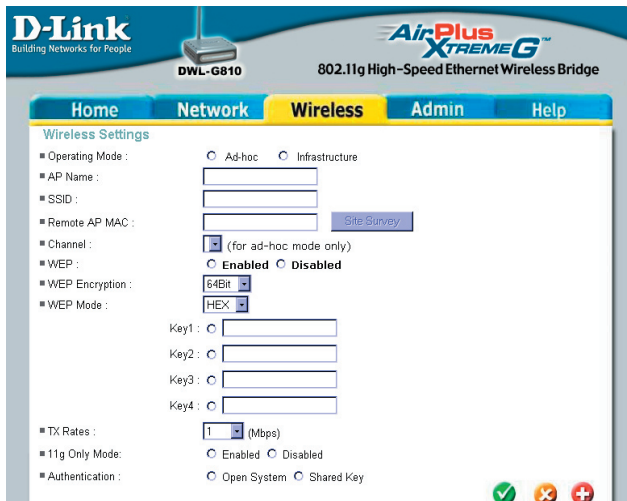 D-Link
Building Networks for People
DWL-G810
AirPlus
XTREME G™
802.11g High-Speed Ethernet Wireless Bridge
Home Network Wireless Admin Help
Wireless Settings
Operating Mode : Ad-hoc Infrastructure
AP Name :
SSID :
Remote AP MAC : Site Survey
Channel : (for ad-hoc mode only)
WEP : Enabled Disabled
WEP Encryption : 64Bit
WEP Mode : HEX
Key1 :
Key2 :
Key3 :
Key4 :
TX Rates : 1 (Mbps)
11g Only Mode: Enabled Disabled
Authentication : Open System Shared Key